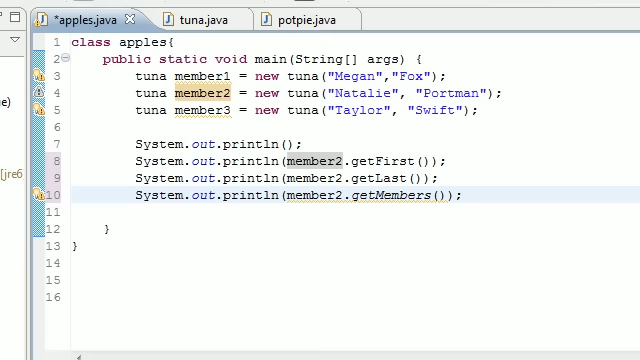 *apples.java tuna.java potpie.java
1 class apples{
2 public static void main(String[] args) {
3 tuna member1 = new tuna("Megan","Fox");
4 tuna member2 = new tuna("Natalie", "Portman");
5 tuna member3 = new tuna("Taylor", "Swift");
6
7 System.out.println();
8 System.out.println(member2.getFirst());
9 System.out.println(member2.getLast());
10 System.out.println(member2.getMembers());
11
12 }
13 }
14
15
16
ge)
[jre6